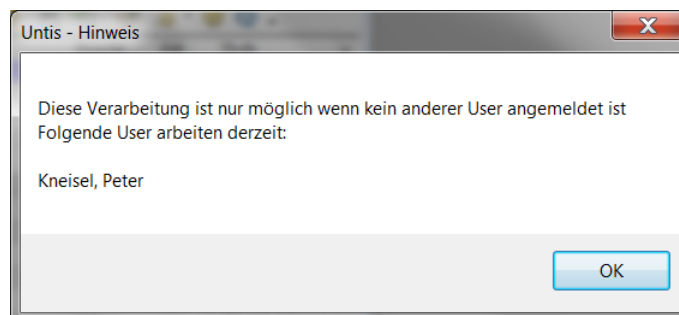 Untis - Hinweis
Diese Verarbeitung ist nur möglich wenn kein anderer User angemeldet ist
Folgende User arbeiten derzeit:
Kneisel, Peter
OK